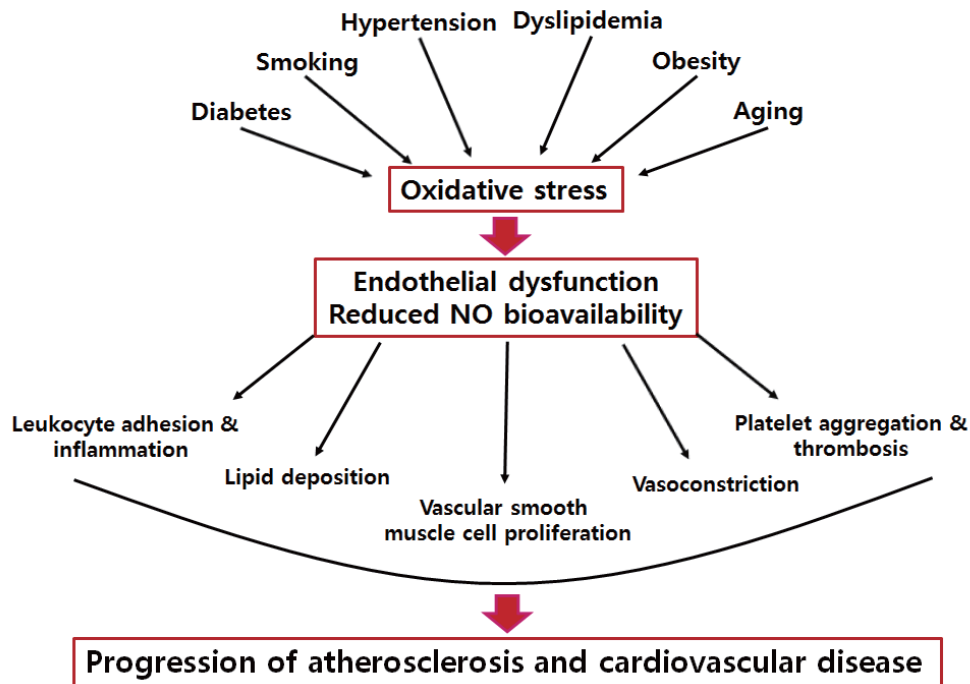 Hypertension
Dyslipidemia
Smoking
Obesity
Diabetes
Aging
Oxidative stress
Endothelial dysfunction
Reduced NO bioavailability
Leukocyte adhesion &
inflammation
Lipid deposition
Vascular smooth
muscle cell proliferation
Vasoconstriction
Platelet aggregation &
thrombosis
Progression of atherosclerosis and cardiovascular disease